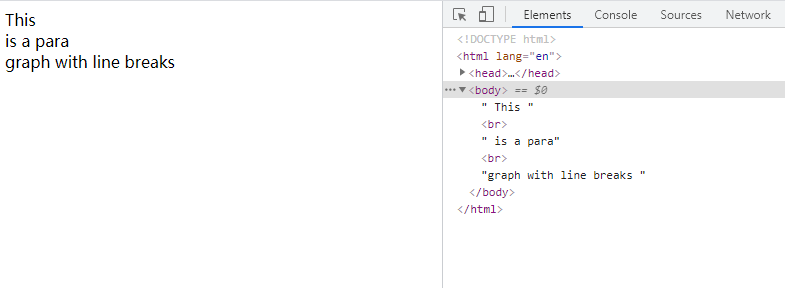 This
is a para
graph with line breaks
Elements Console Sources Network
<!DOCTYPE html>
<html lang="en">
<head>…</head>
<body> == $0
" This "
<br>
" is a para"
<br>
"graph with line breaks "
</body>
</html>